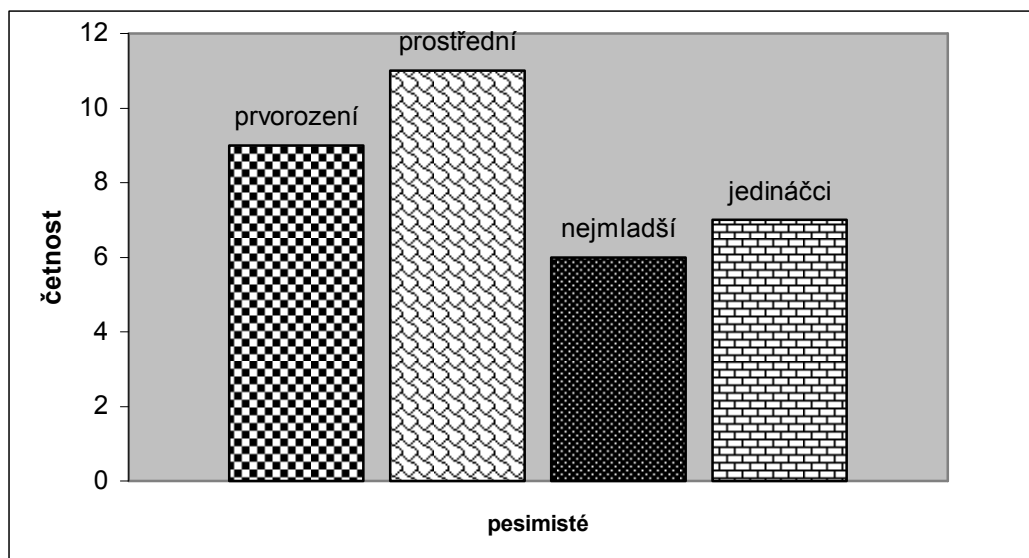 12
10
8
6
4
2
0
četnost
prvorození
prostřední
nejmladší
jedináčci
pesimisté